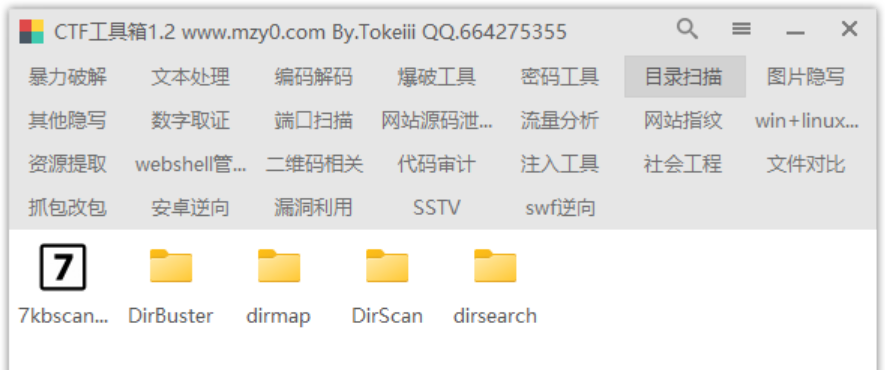 CTF工具箱1.2 www.mzy0.com By.Tokeiii QQ.664275355
暴力破解 文本处理 编码解码 爆破工具 密码工具 目录扫描 图片隐写
其他隐写 数字取证 端口扫描 网站源码泄... 流量分析 网站指纹 win+linux...
资源提取 webshell管... 二维码相关 代码审计 注入工具 社会工程 文件对比
抓包改包 安卓逆向 漏洞利用 SSTV swf逆向
7
7kbscan... DirBuster dirmap DirScan dirsearch